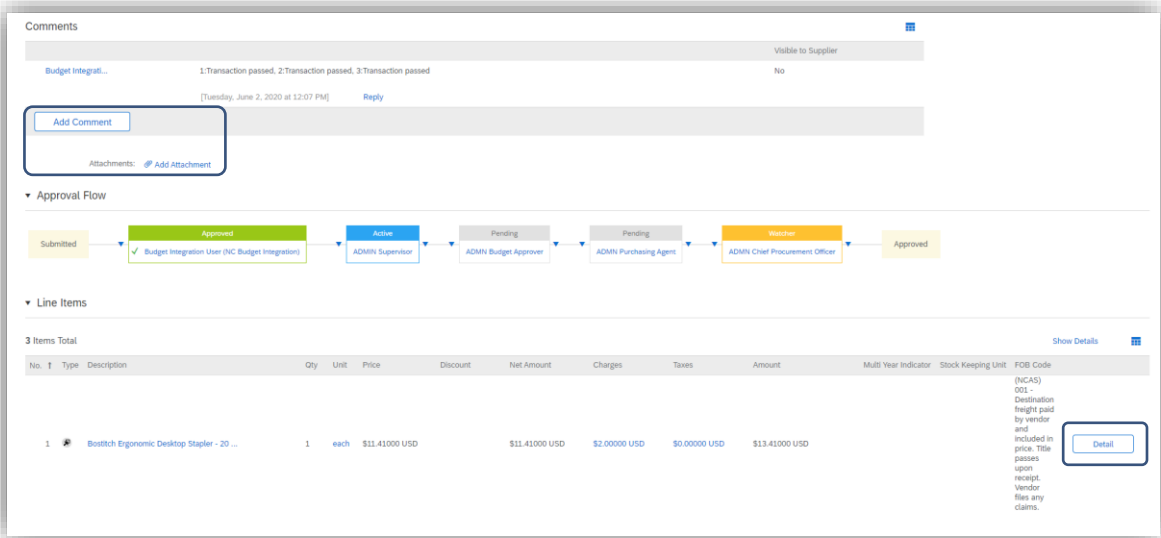 Comments
Visible to Supplier
Budget Integrati... 1:Transaction passed, 2:Transaction passed, 3:Transaction passed No
[Tuesday, June 2, 2020 at 12:07 PM] Reply
Add Comment
Attachments: Add Attachment
▼ Approval Flow
Submitted
Approved
✓ Budget Integration User (NC Budget Integration)
Active
ADMIN Supervisor
Pending
ADMN Budget Approver
Pending
ADMN Purchasing Agent
Watcher
ADMN Chief Procurement Officer
Approved
▼ Line Items
3 Items Total Show Details
No. ↑ Type Description Qty Unit Price Discount Net Amount Charges Taxes Amount Multi Year Indicator Stock Keeping Unit FOB Code
1 Bostitch Ergonomic Desktop Stapler - 20 ... 1 each $11.41000 USD $11.41000 USD $2.00000 USD $0.00000 USD $13.41000 USD
(NCAS)
001 -
Destination
freight paid
by vendor
and
included in
price. Title
passes
upon
receipt.
Vendor
files any
claims.
Detail